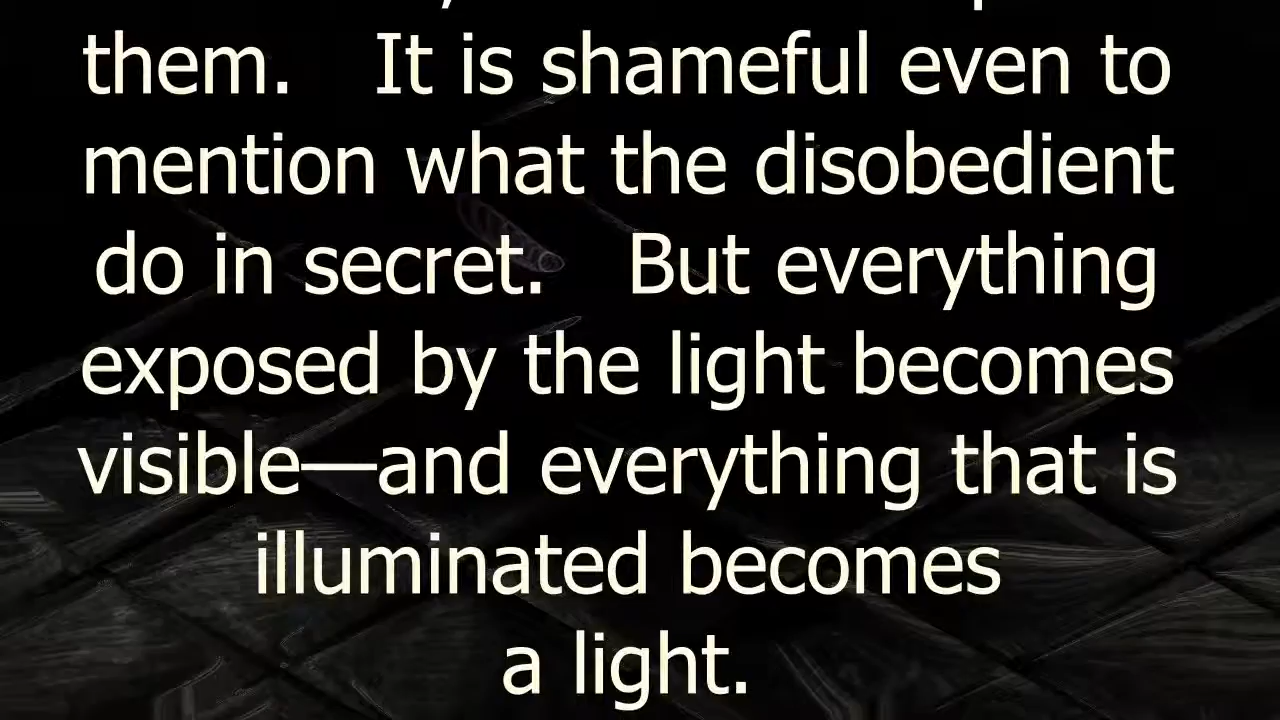 them.   It is shameful even to
mention what the disobedient
do in secret.   But everything
exposed by the light becomes
visible—and everything that is
illuminated becomes
a light.